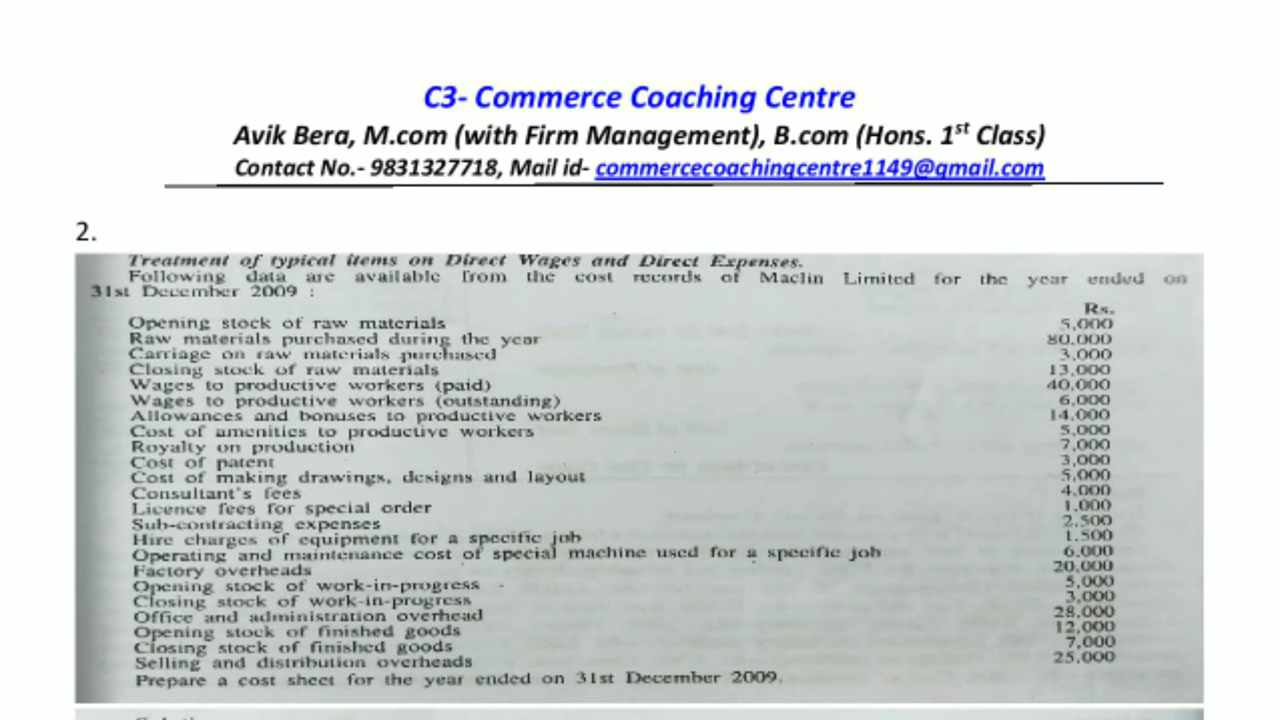 C3- Commerce Coaching Centre
Avik Bera, M.com (with Firm Management), B.com (Hons. 1st Class)
Contact No.- 9831327718, Mail id- commercecoachingcentre1149@gmail.com
2.
Treatment of typical items on Direct Wages and Direct Expenses.
Following data are available from the cost records of Maclin Limited for the year ended on
31st December 2009 :
Rs.
Opening stock of raw materials 5,000
Raw materials purchased during the year 80,000
Carriage on raw materials purchased 3,000
Closing stock of raw materials 13,000
Wages to productive workers (paid) 40,000
Wages to productive workers (outstanding) 6,000
Allowances and bonuses to productive workers 14,000
Cost of amenities to productive workers 5,000
Royalty on production 7,000
Cost of patent 3,000
Cost of making drawings, designs and layout 5,000
Consultant's fees 4,000
Licence fees for special order 1,000
Sub-contracting expenses 2,500
Hire charges of equipment for a specific job 1,500
Operating and maintenance cost of special machine used for a specific job 6,000
Factory overheads 20,000
Opening stock of work-in-progress 5,000
Closing stock of work-in-progress 3,000
Office and administration overhead 28,000
Opening stock of finished goods 12,000
Closing stock of finished goods 7,000
Selling and distribution overheads 25,000
Prepare a cost sheet for the year ended on 31st December 2009.